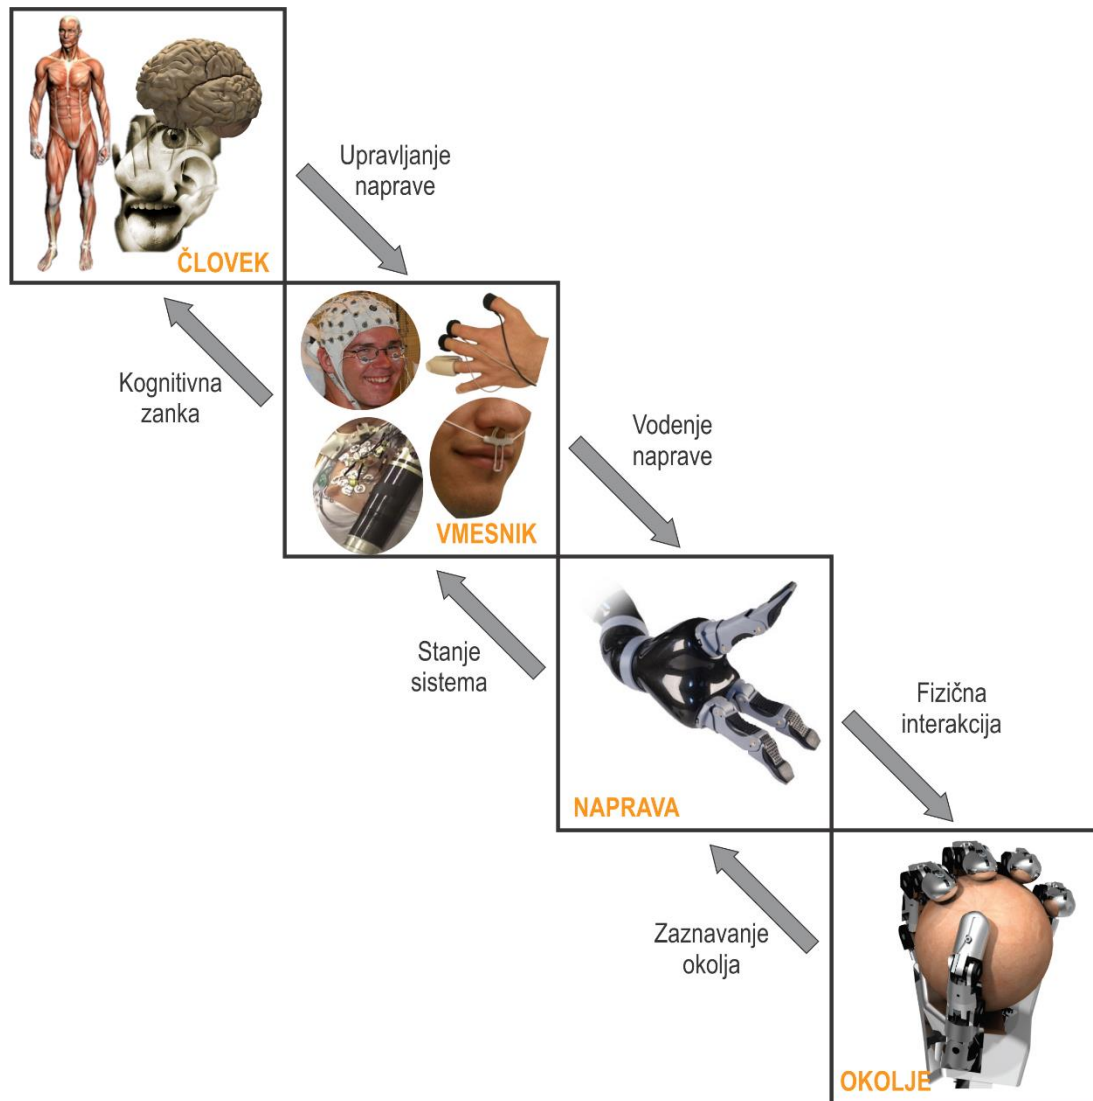 Upravljanje
naprave
ČLOVEK
Kognitivna
zanka
Vodenje
naprave
VMESNIK
Stanje
sistema
Fizična
interakcija
NAPRAVA
Zaznavanje
okolja
OKOLJE